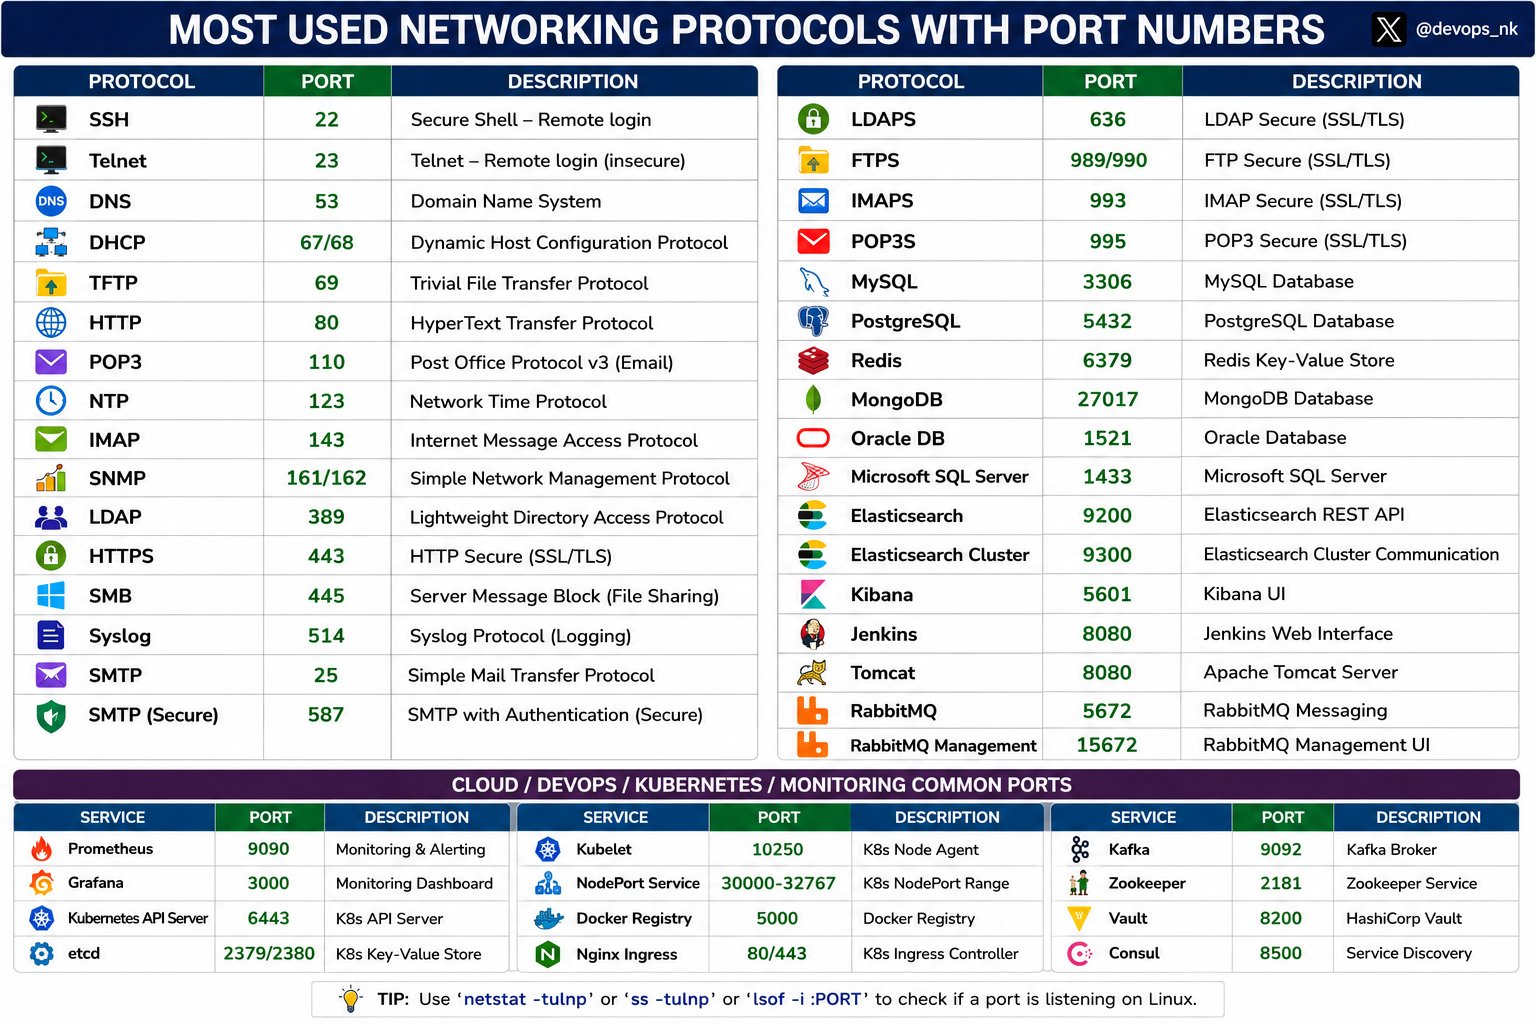 MOST USED NETWORKING PROTOCOLS WITH PORT NUMBERS
X @devops_nk
PROTOCOL PORT DESCRIPTION
SSH 22 Secure Shell – Remote login
Telnet 23 Telnet – Remote login (insecure)
DNS DNS 53 Domain Name System
DHCP 67/68 Dynamic Host Configuration Protocol
TFTP 69 Trivial File Transfer Protocol
HTTP 80 HyperText Transfer Protocol
POP3 110 Post Office Protocol v3 (Email)
NTP 123 Network Time Protocol
IMAP 143 Internet Message Access Protocol
SNMP 161/162 Simple Network Management Protocol
LDAP 389 Lightweight Directory Access Protocol
HTTPS 443 HTTP Secure (SSL/TLS)
SMB 445 Server Message Block (File Sharing)
Syslog 514 Syslog Protocol (Logging)
SMTP 25 Simple Mail Transfer Protocol
SMTP (Secure) 587 SMTP with Authentication (Secure)
PROTOCOL PORT DESCRIPTION
LDAPS 636 LDAP Secure (SSL/TLS)
FTPS 989/990 FTP Secure (SSL/TLS)
IMAPS 993 IMAP Secure (SSL/TLS)
POP3S 995 POP3 Secure (SSL/TLS)
MySQL 3306 MySQL Database
PostgreSQL 5432 PostgreSQL Database
Redis 6379 Redis Key-Value Store
MongoDB 27017 MongoDB Database
Oracle DB 1521 Oracle Database
Microsoft SQL Server 1433 Microsoft SQL Server
Elasticsearch 9200 Elasticsearch REST API
Elasticsearch Cluster 9300 Elasticsearch Cluster Communication
Kibana 5601 Kibana UI
Jenkins 8080 Jenkins Web Interface
Tomcat 8080 Apache Tomcat Server
RabbitMQ 5672 RabbitMQ Messaging
RabbitMQ Management 15672 RabbitMQ Management UI
CLOUD / DEVOPS / KUBERNETES / MONITORING COMMON PORTS
SERVICE PORT DESCRIPTION
Prometheus 9090 Monitoring & Alerting
Grafana 3000 Monitoring Dashboard
Kubernetes API Server 6443 K8s API Server
etcd 2379/2380 K8s Key-Value Store
SERVICE PORT DESCRIPTION
Kubelet 10250 K8s Node Agent
NodePort Service 30000-32767 K8s NodePort Range
Docker Registry 5000 Docker Registry
N Nginx Ingress 80/443 K8s Ingress Controller
SERVICE PORT DESCRIPTION
Kafka 9092 Kafka Broker
Zookeeper 2181 Zookeeper Service
Vault 8200 HashiCorp Vault
Consul 8500 Service Discovery
TIP: Use ‘netstat -tulnp’ or ‘ss -tulnp’ or ‘lsof -i :PORT’ to check if a port is listening on Linux.